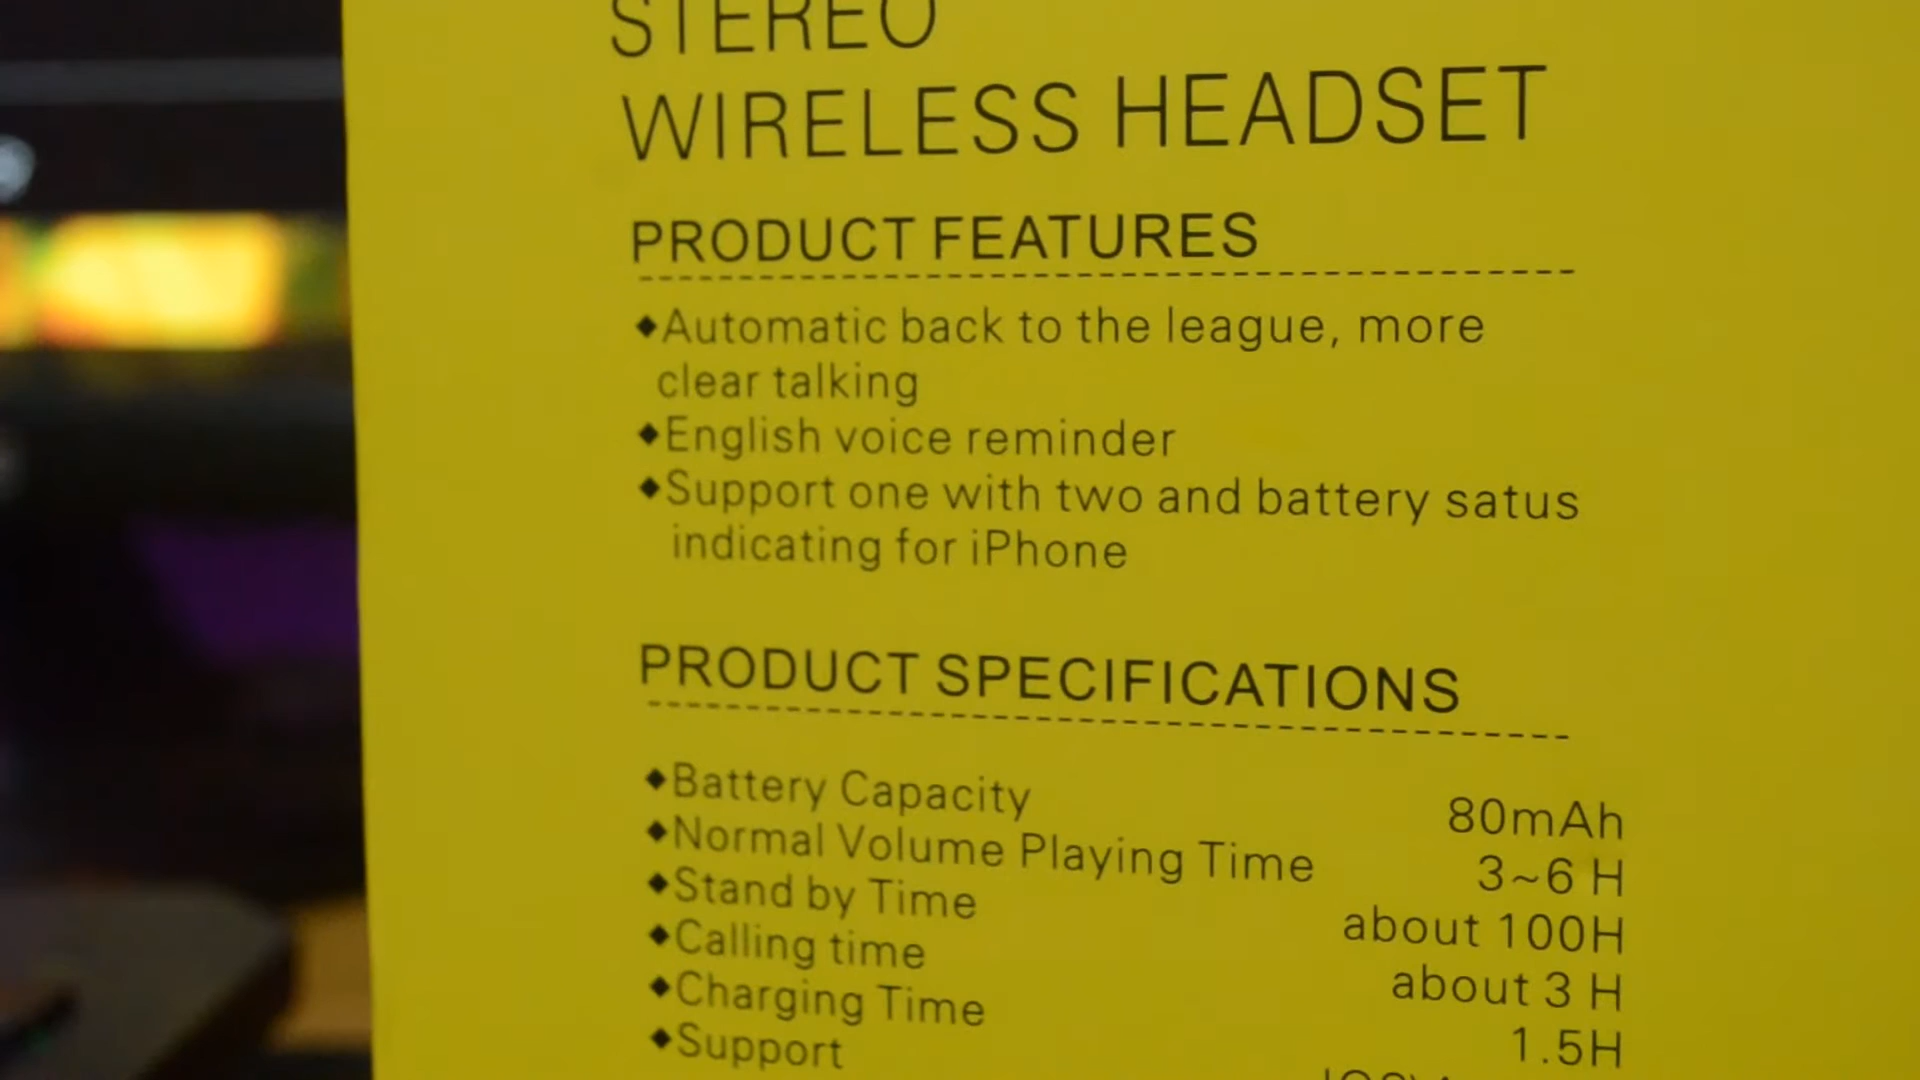 STEREO
WIRELESS HEADSET
PRODUCT FEATURES
◆Automatic back to the league, more
clear talking
◆English voice reminder
◆Support one with two and battery satus
indicating for iPhone
PRODUCT SPECIFICATIONS
◆Battery Capacity 80mAh
◆Normal Volume Playing Time 3~6 H
◆Stand by Time about 100H
◆Calling time about 3 H
◆Charging Time 1.5H
◆Support